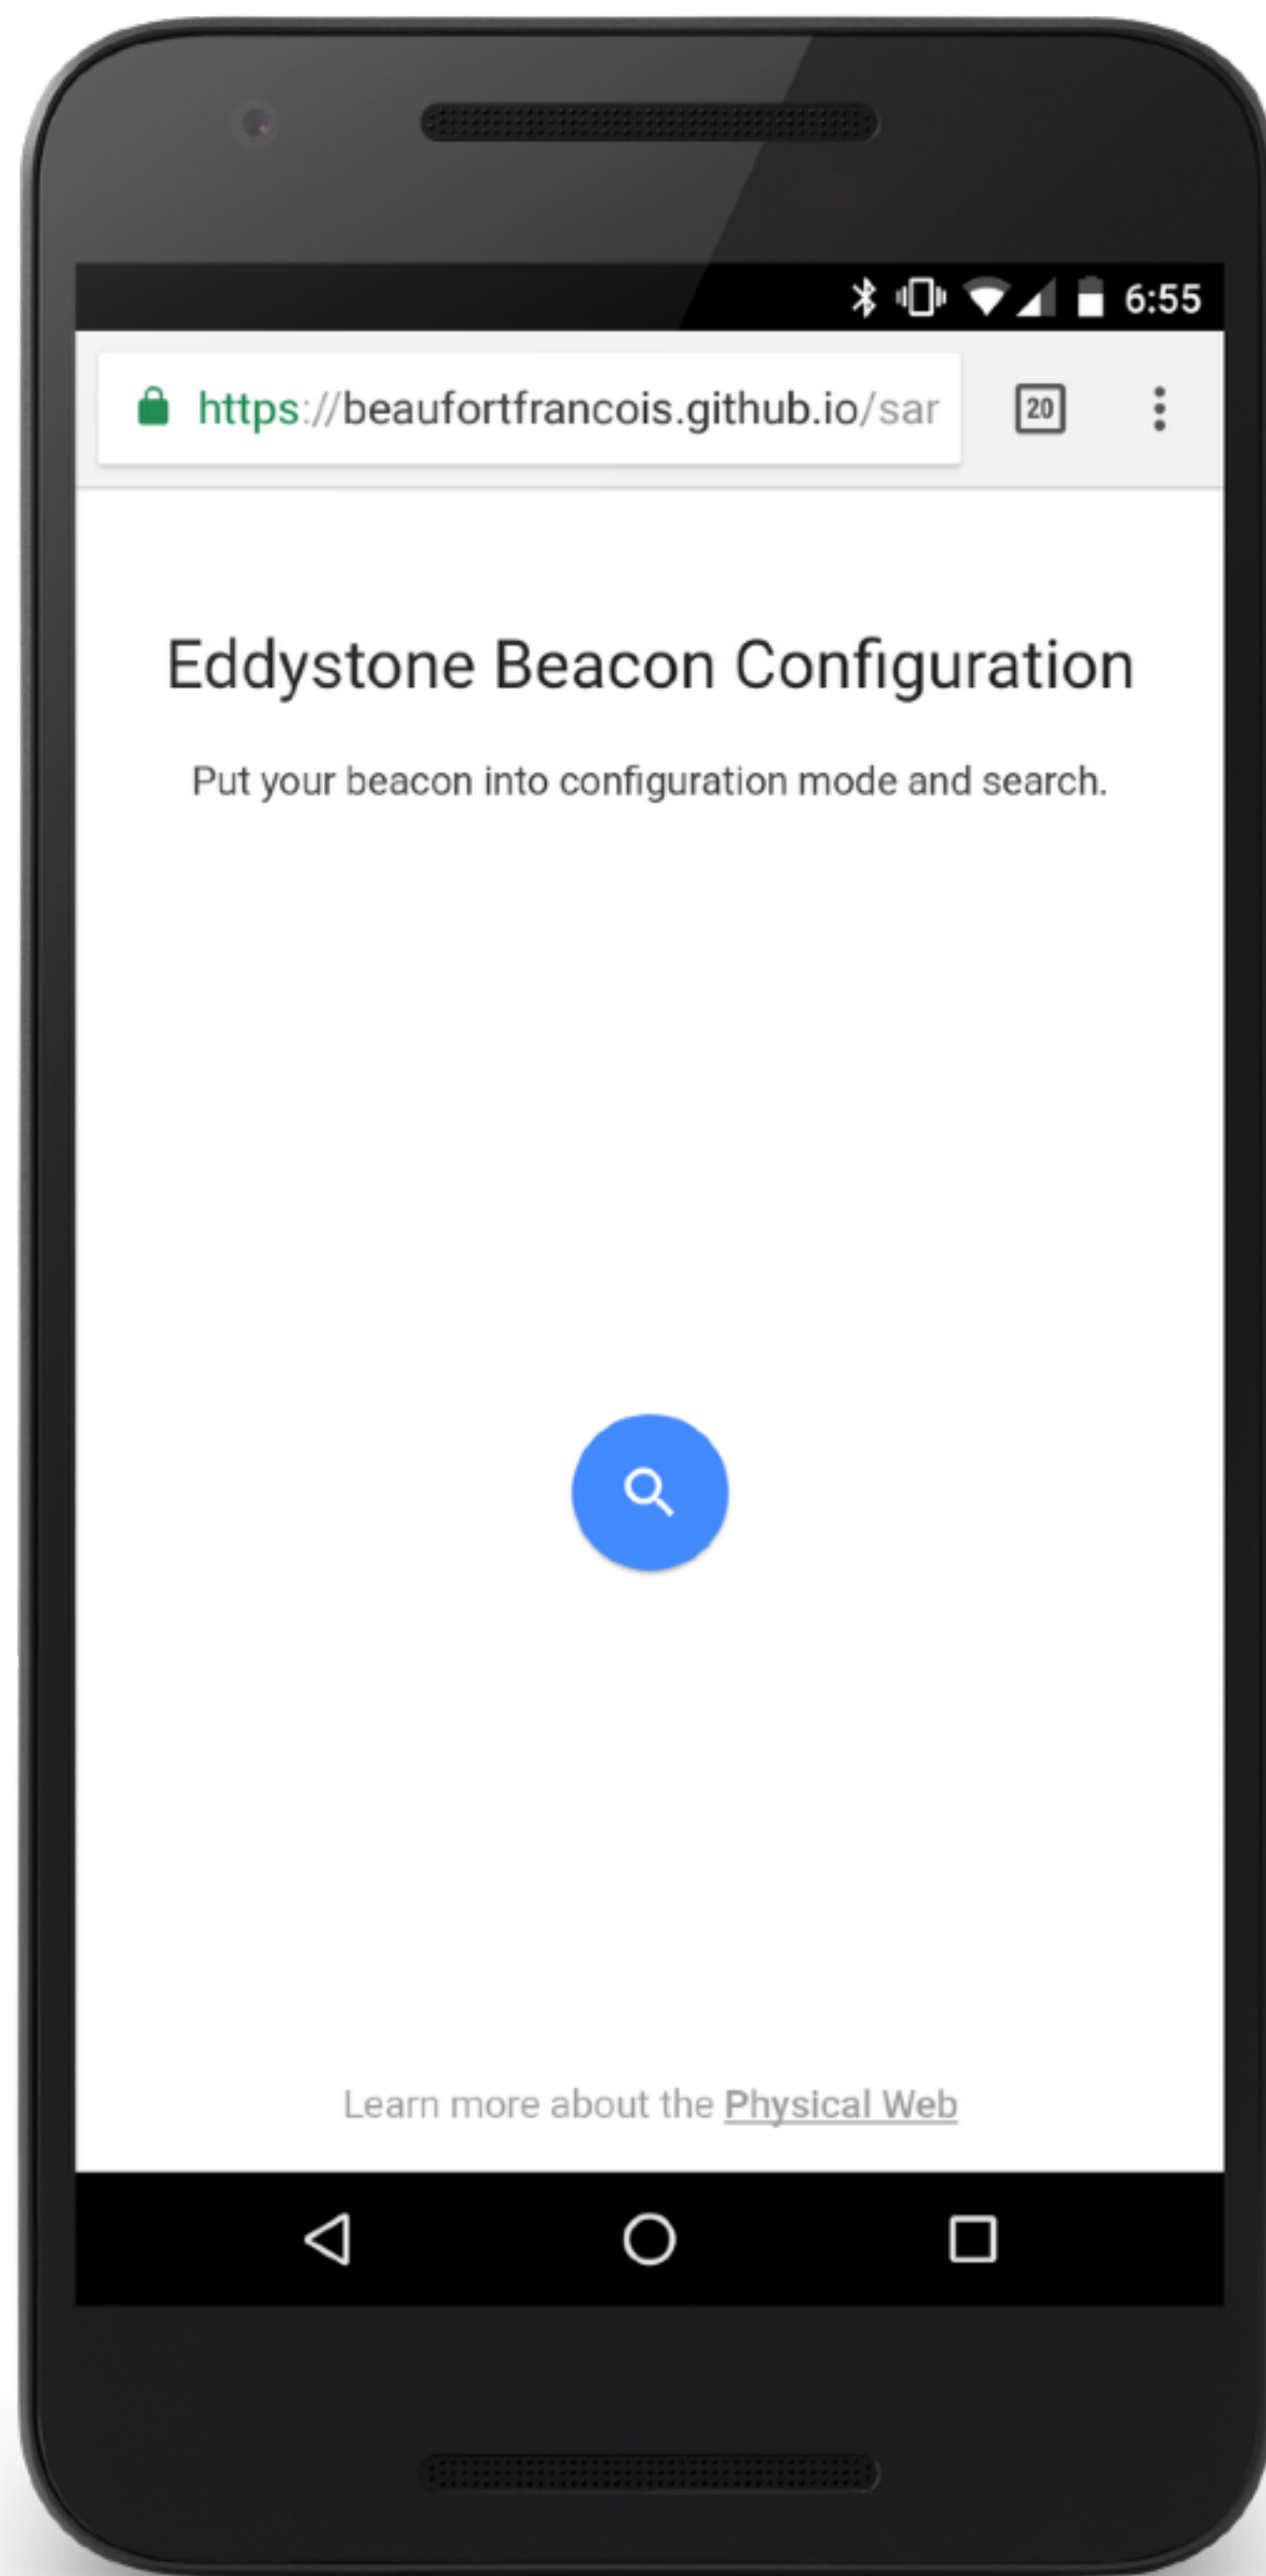 6:55
https://beaufortfrancois.github.io/sar
20
Eddystone Beacon Configuration
Put your beacon into configuration mode and search.
Learn more about the Physical Web